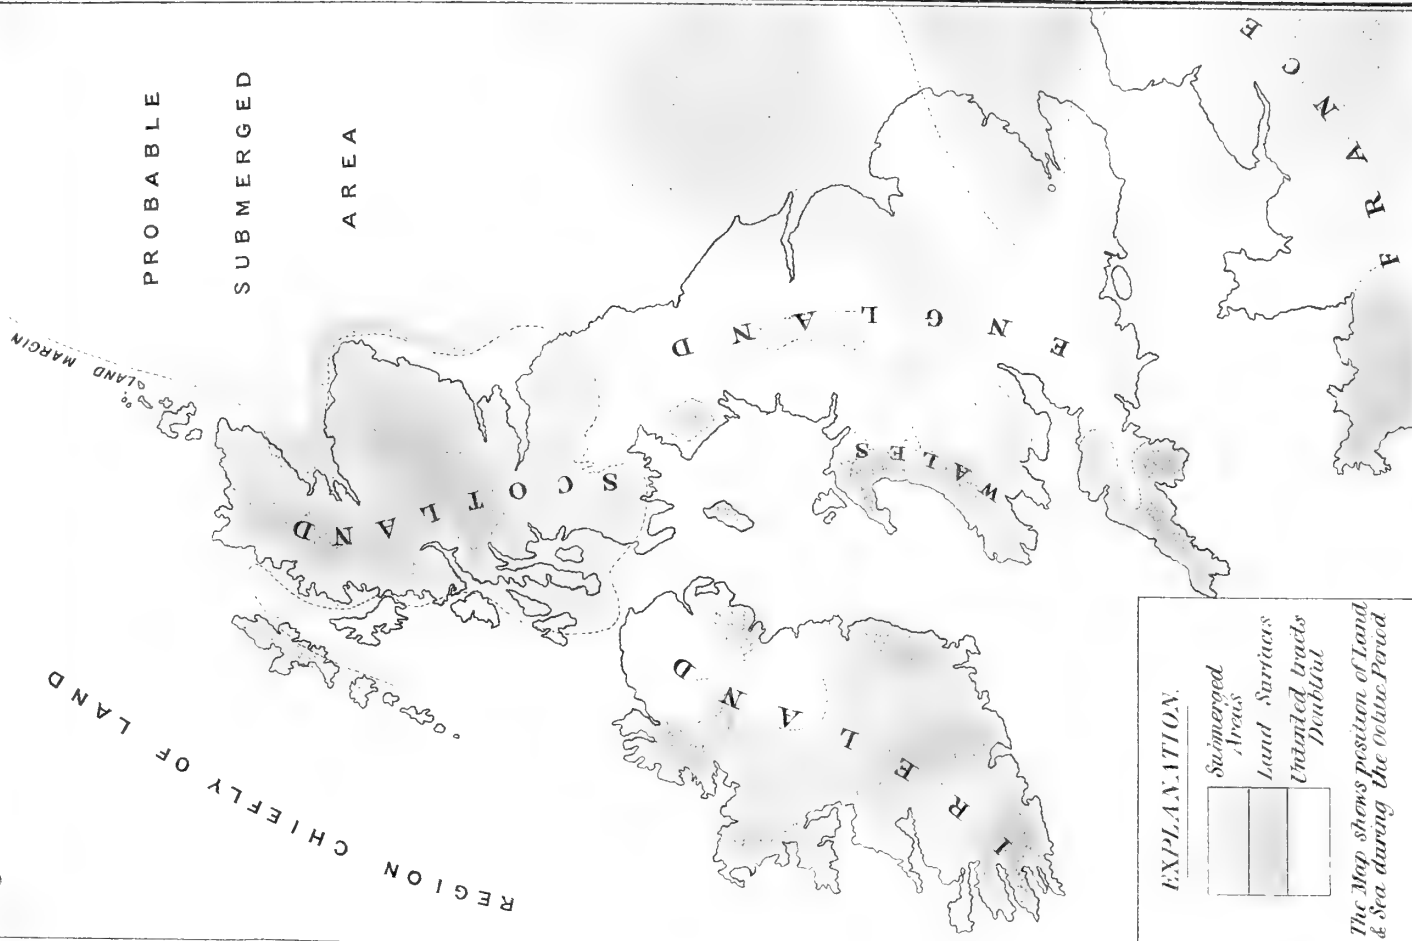 PROBABLE
SUBMERGED
AREA
LAND MARGIN
REGION CHIEFLY OF LAND
SCOTLAND
ENGLAND
WALES
IRELAND
FRANCE
EXPLANATION.
Submerged
Areas
Land Surfaces
Untinted tracts
Doubtful
The Map shows position of Land
& Sea during the Oolitic Period